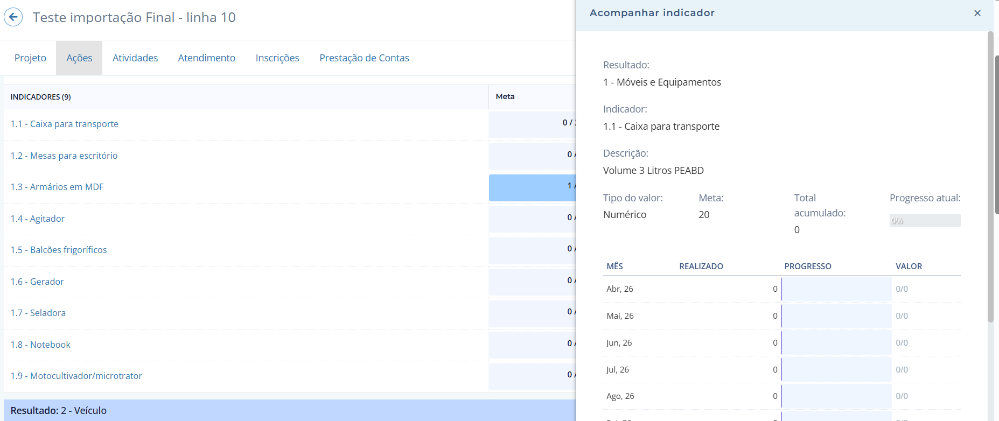 Teste importação Final - linha 10
Projeto
Ações
Atividades
Atendimento
Inscrições
Prestação de Contas
INDICADORES (9)
Meta
1.1 - Caixa para transporte
0 /
1.2 - Mesas para escritório
0 /
1.3 - Armários em MDF
1 /
1.4 - Agitador
0 /
1.5 - Balcões frigoríficos
0 /
1.6 - Gerador
0 /
1.7 - Seladora
0 /
1.8 - Notebook
0 /
1.9 - Motocultivador/microtrator
0 /
Resultado: 2 - Veículo
Acompanhar indicador
Resultado:
1 - Móveis e Equipamentos
Indicador:
1.1 - Caixa para transporte
Descrição:
Volume 3 Litros PEABD
Tipo do valor:
Numérico
Meta:
20
Total
acumulado:
0
Progresso atual:
0%
MÊS REALIZADO PROGRESSO VALOR
Abr, 26 0 0/0
Mai, 26 0 0/0
Jun, 26 0 0/0
Jul, 26 0 0/0
Ago, 26 0 0/0